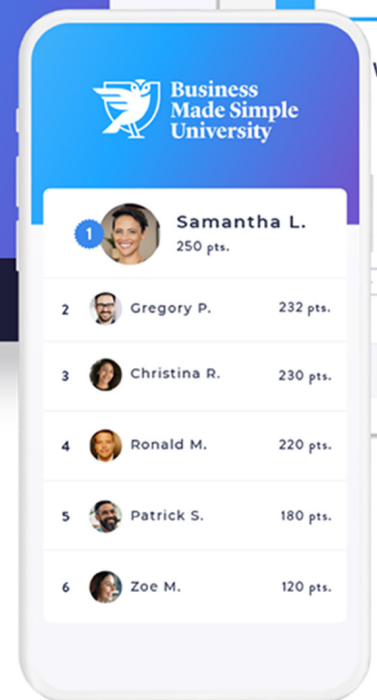 Business
Made Simple
University
1
Samantha L.
250 pts.
2 Gregory P. 232 pts.
3 Christina R. 230 pts.
4 Ronald M. 220 pts.
5 Patrick S. 180 pts.
6 Zoe M. 120 pts.